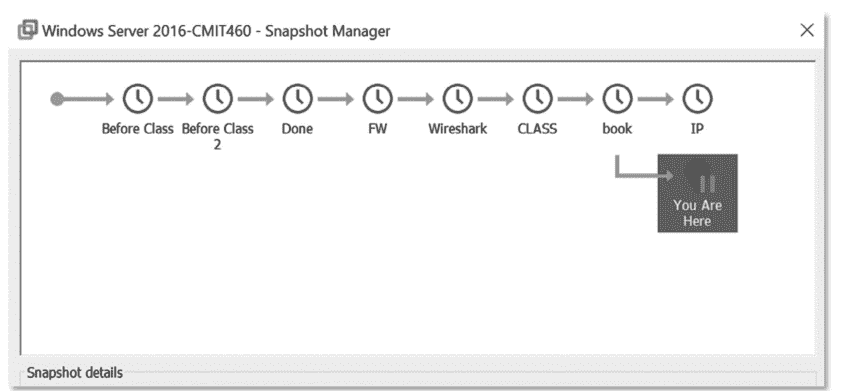 Windows Server 2016-CMIT460 - Snapshot Manager
Before Class Before Class 2 Done FW Wireshark CLASS book IP
You Are
Here
Snapshot details